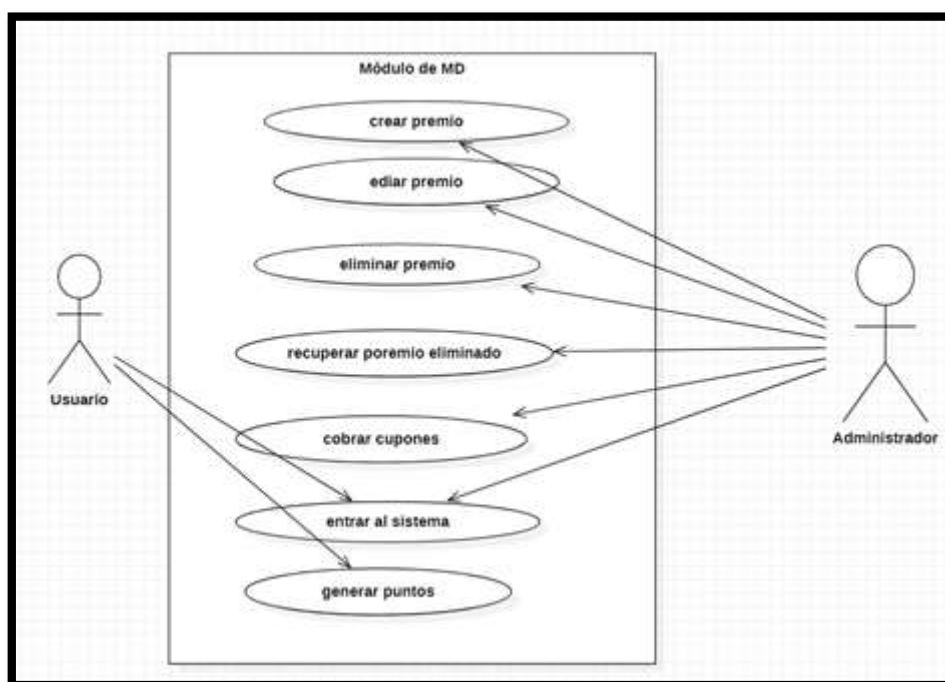 Módulo de MD
crear premio
ediar premio
eliminar premio
recuperar poremio eliminado
cobrar cupones
entrar al sistema
generar puntos
Usuario
Administrador